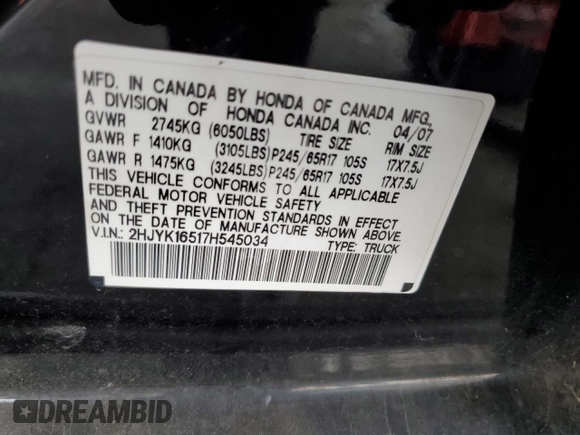 MFD. IN CANADA BY HONDA OF CANADA MFG.,
A DIVISION OF HONDA CANADA INC. 04/07
GVWR 2745KG (6050LBS) TIRE SIZE RIM SIZE
GAWR F 1410KG (3105LBS) P245/65R17 105S 17X7.5J
GAWR R 1475KG (3245LBS) P245/65R17 105S 17X7.5J
THIS VEHICLE CONFORMS TO ALL APPLICABLE
FEDERAL MOTOR VEHICLE SAFETY
AND THEFT PREVENTION STANDARDS IN EFFECT
ON THE DATE OF MANUFACTURE SHOWN ABOVE.
V.I.N.: 2HJYK16517H545034 TYPE: TRUCK
DREAMBID